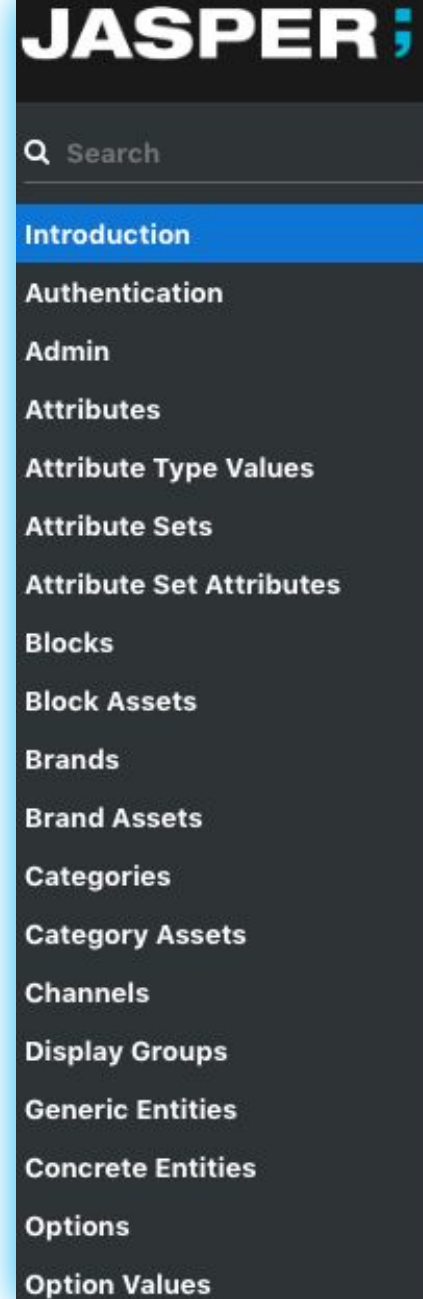 JASPER;
Search
Introduction
Authentication
Admin
Attributes
Attribute Type Values
Attribute Sets
Attribute Set Attributes
Blocks
Block Assets
Brands
Brand Assets
Categories
Category Assets
Channels
Display Groups
Generic Entities
Concrete Entities
Options
Option Values